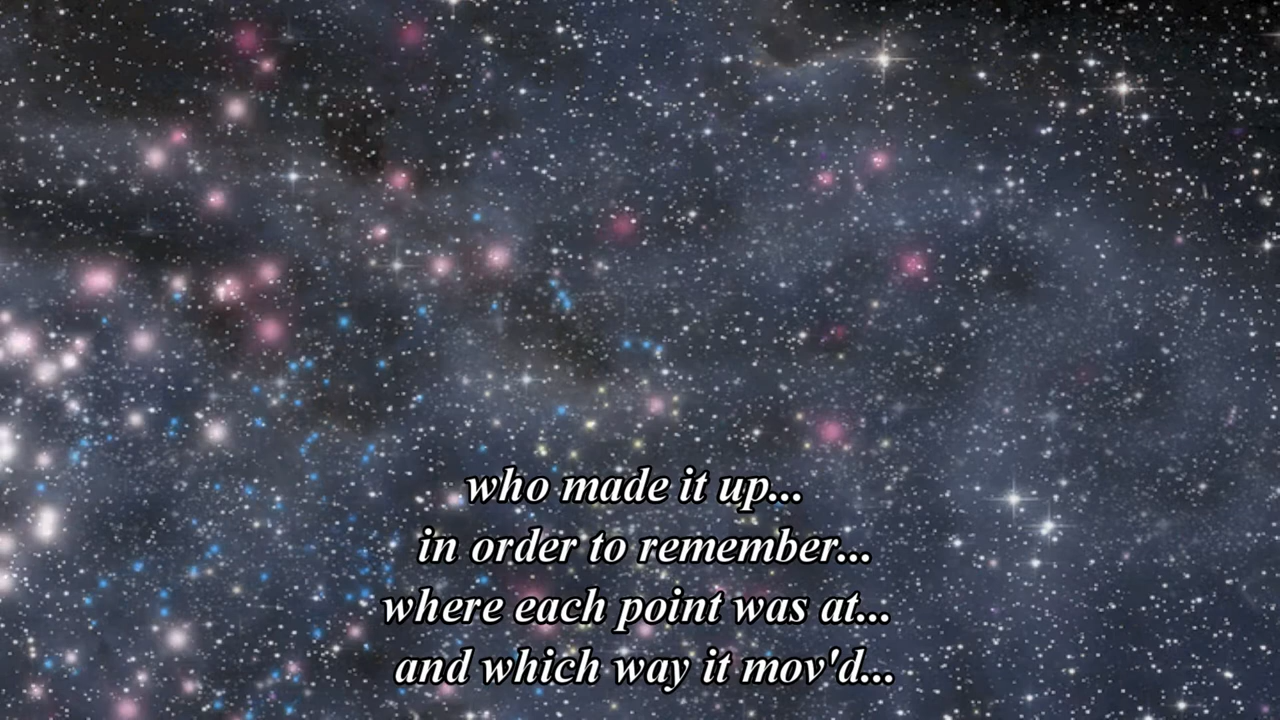 who made it up...
in order to remember...
where each point was at...
and which way it mov'd...